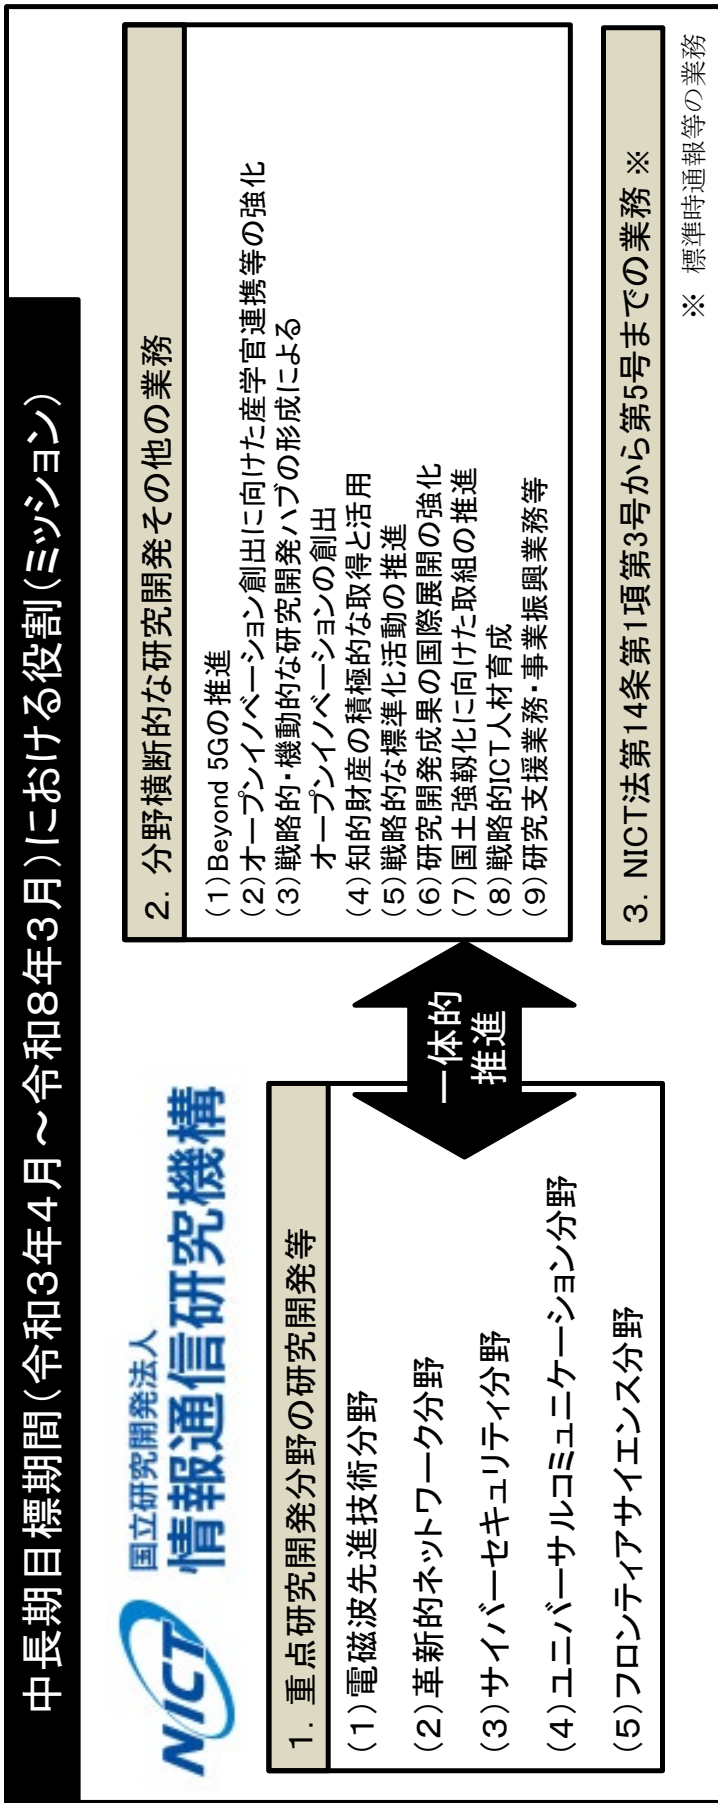 中長期目標期間(令和3年4月~令和8年3月)における役割(ミッション)
NICT
国立研究開発法人
情報通信研究機構
1. 重点研究開発分野の研究開発等
(1)電磁波先進技術分野
(2)革新的ネットワーク分野
(3)サイバーセキュリティ分野
(4)ユニバーサルコミュニケーション分野
(5)フロンティアサイエンス分野
一体的
推進
2. 分野横断的な研究開発その他の業務
(1)Beyond 5Gの推進
(2)オープンイノベーション創出に向けた産学官連携等の強化
(3)戦略的・機動的な研究開発ハブの形成による
オープンイノベーションの創出
(4)知的財産の積極的な取得と活用
(5)戦略的な標準化活動の推進
(6)研究開発成果の国際展開の強化
(7)国土強靱化に向けた取組の推進
(8)戦略的ICT人材育成
(9)研究支援業務・事業振興業務等
3. NICT法第14条第1項第3号から第5号までの業務 ※
※ 標準時通報等の業務